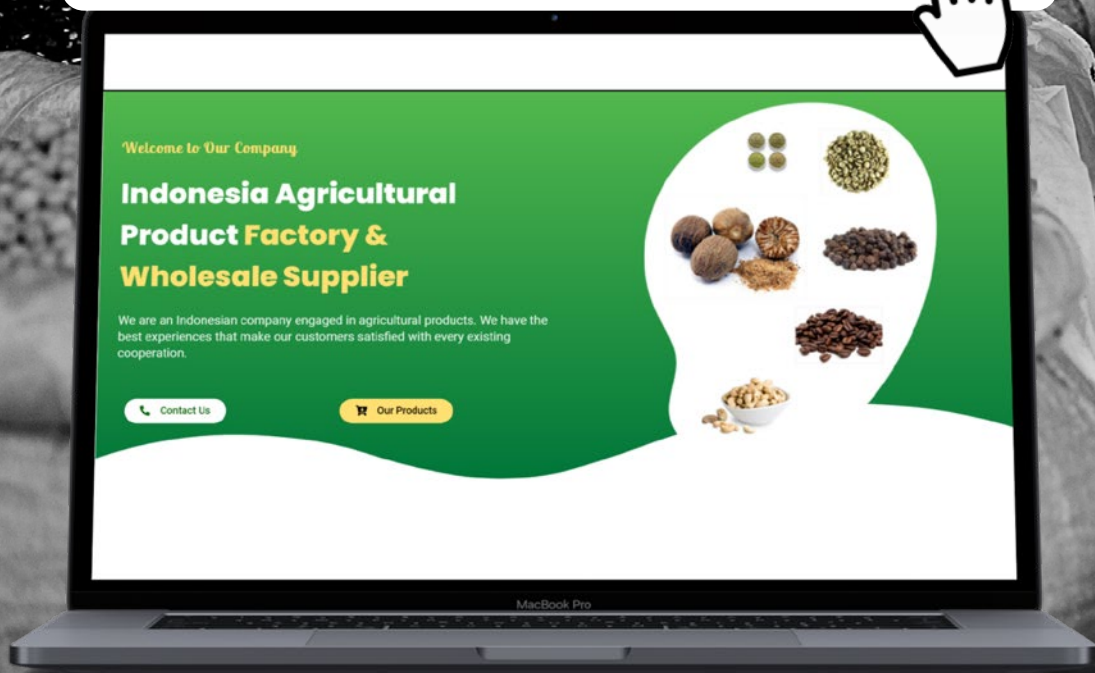 Welcome to Our Company
Indonesia Agricultural
Product Factory &
Wholesale Supplier
We are an Indonesian company engaged in agricultural products. We have the
best experiences that make our customers satisfied with every existing
cooperation.
Contact Us
Our Products
MacBook Pro